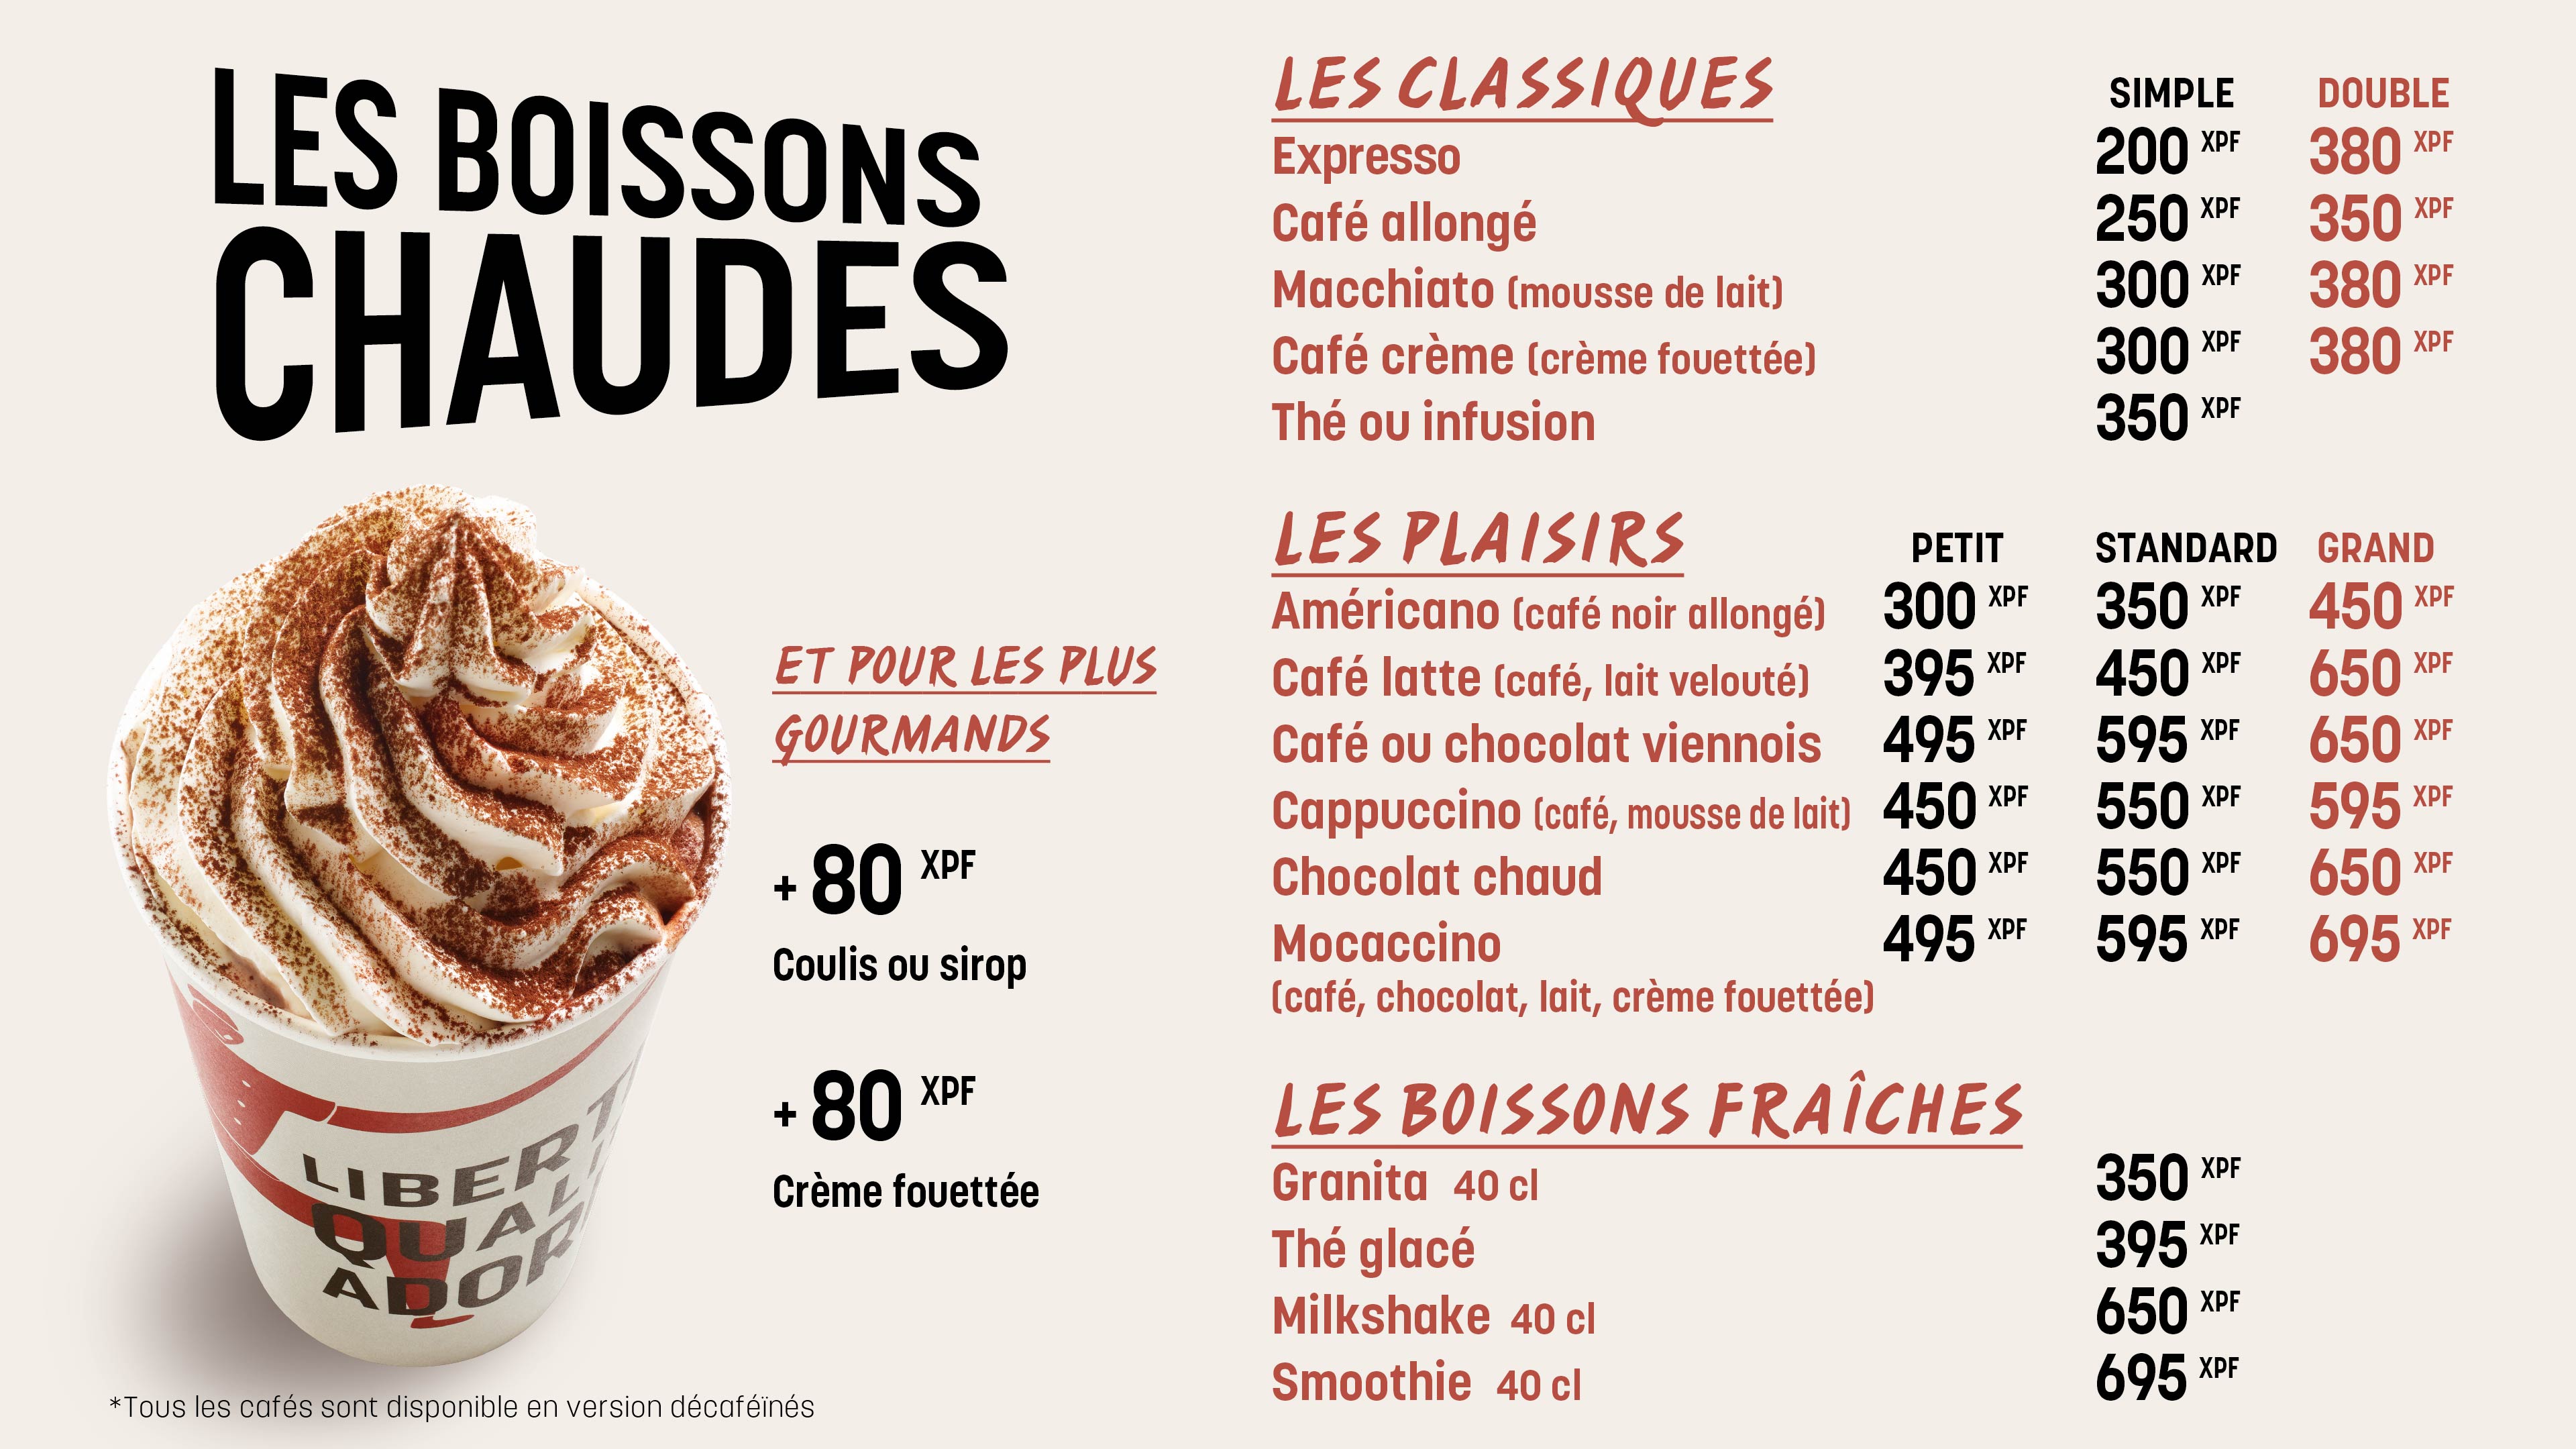 LES BOISSONS
CHAUDES
ET POUR LES PLUS
GOURMANDS
+ 80 XPF
Coulis ou sirop
+ 80 XPF
Crème fouettée
LIBERT
QUAL
ADOR
*Tous les cafés sont disponible en version décaféïnés
LES CLASSIQUES SIMPLE DOUBLE
Expresso 200 XPF 380 XPF
Café allongé 250 XPF 350 XPF
Macchiato (mousse de lait) 300 XPF 380 XPF
Café crème (crème fouettée) 300 XPF 380 XPF
Thé ou infusion 350 XPF
LES PLAISIRS PETIT STANDARD GRAND
Américano (café noir allongé) 300 XPF 350 XPF 450 XPF
Café latte (café, lait velouté) 395 XPF 450 XPF 650 XPF
Café ou chocolat viennois 495 XPF 595 XPF 650 XPF
Cappuccino (café, mousse de lait) 450 XPF 550 XPF 595 XPF
Chocolat chaud 450 XPF 550 XPF 650 XPF
Mocaccino 495 XPF 595 XPF 695 XPF
(café, chocolat, lait, crème fouettée)
LES BOISSONS FRAÎCHES
Granita 40 cl 350 XPF
Thé glacé 395 XPF
Milkshake 40 cl 650 XPF
Smoothie 40 cl 695 XPF